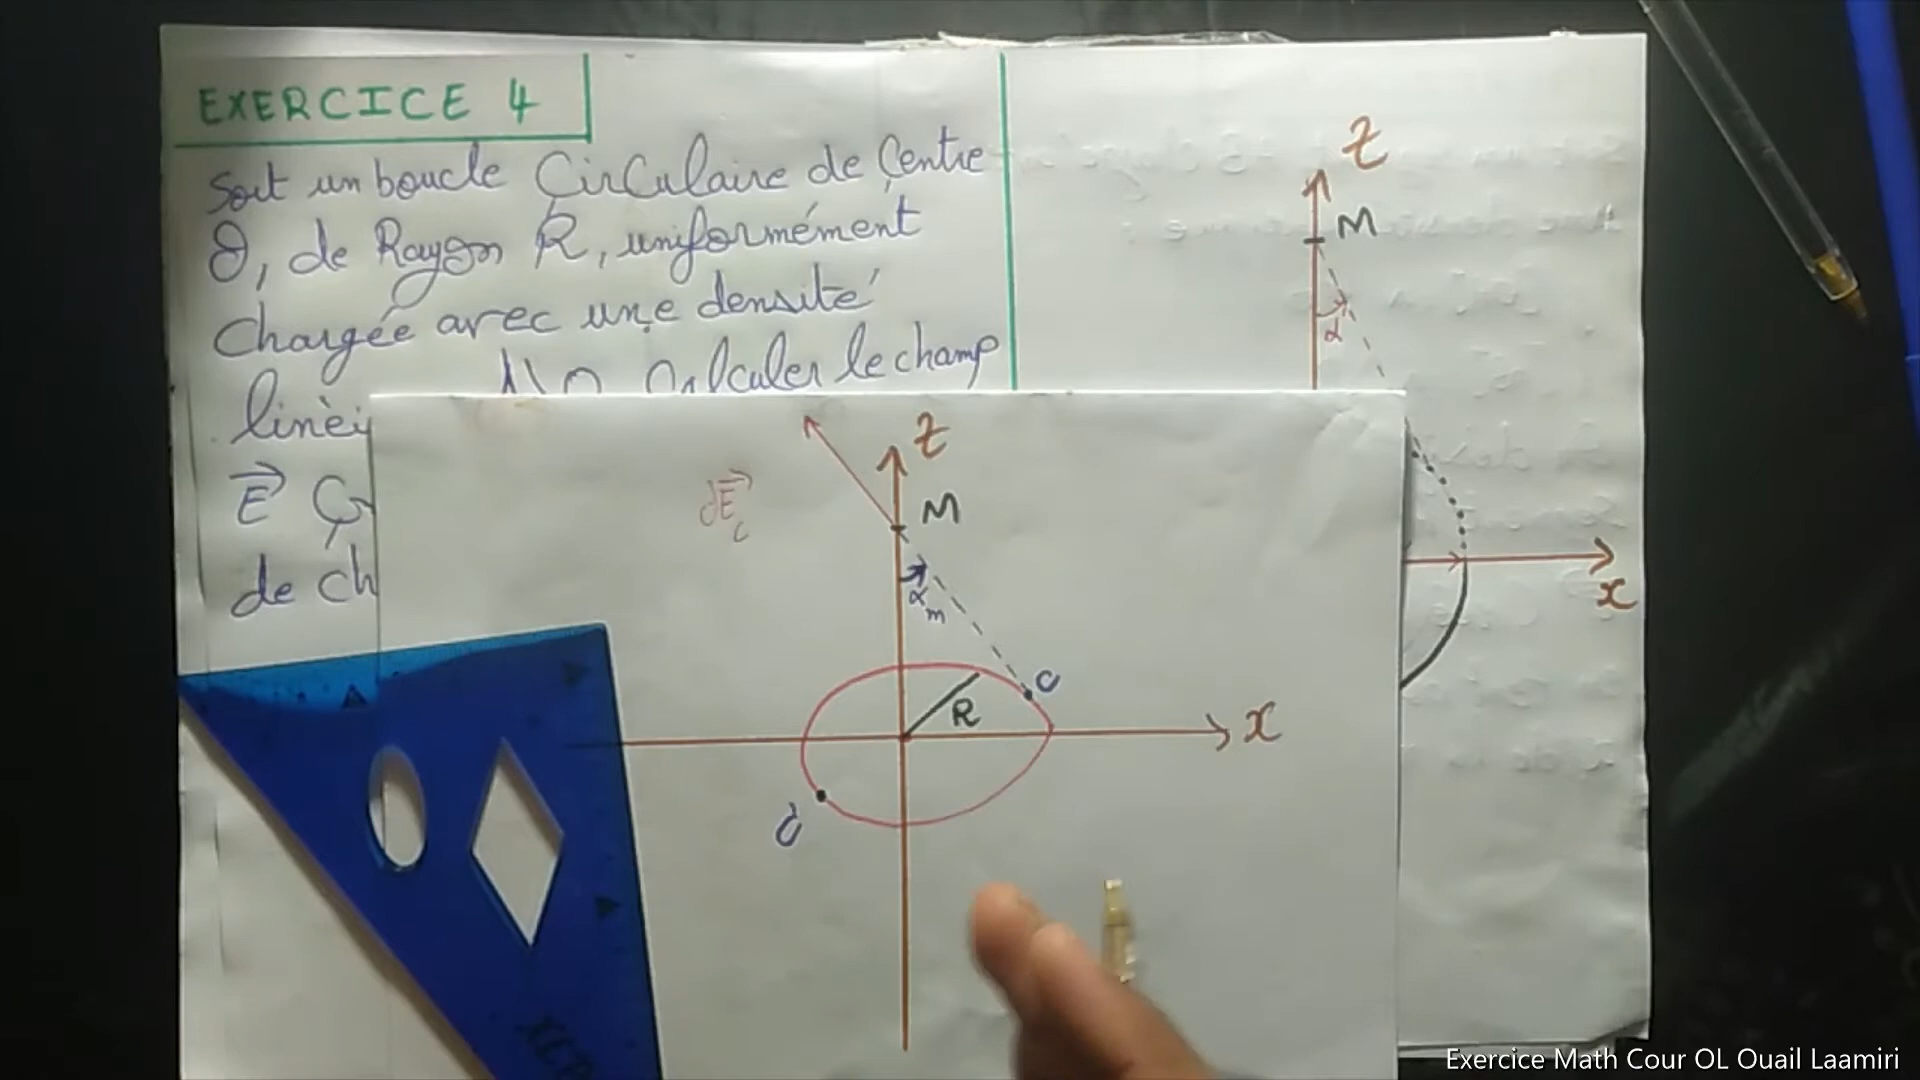 EXERCICE 4
Soit un boucle Circulaire de Centre
O, de Rayon R, uniformément
Chargée avec une densité
Calculer le champ
E
de ch
Z
M
α
x
Z
M
dE c
α m
c
R
x
c'
Exercice Math Cour OL Ouail Laamiri